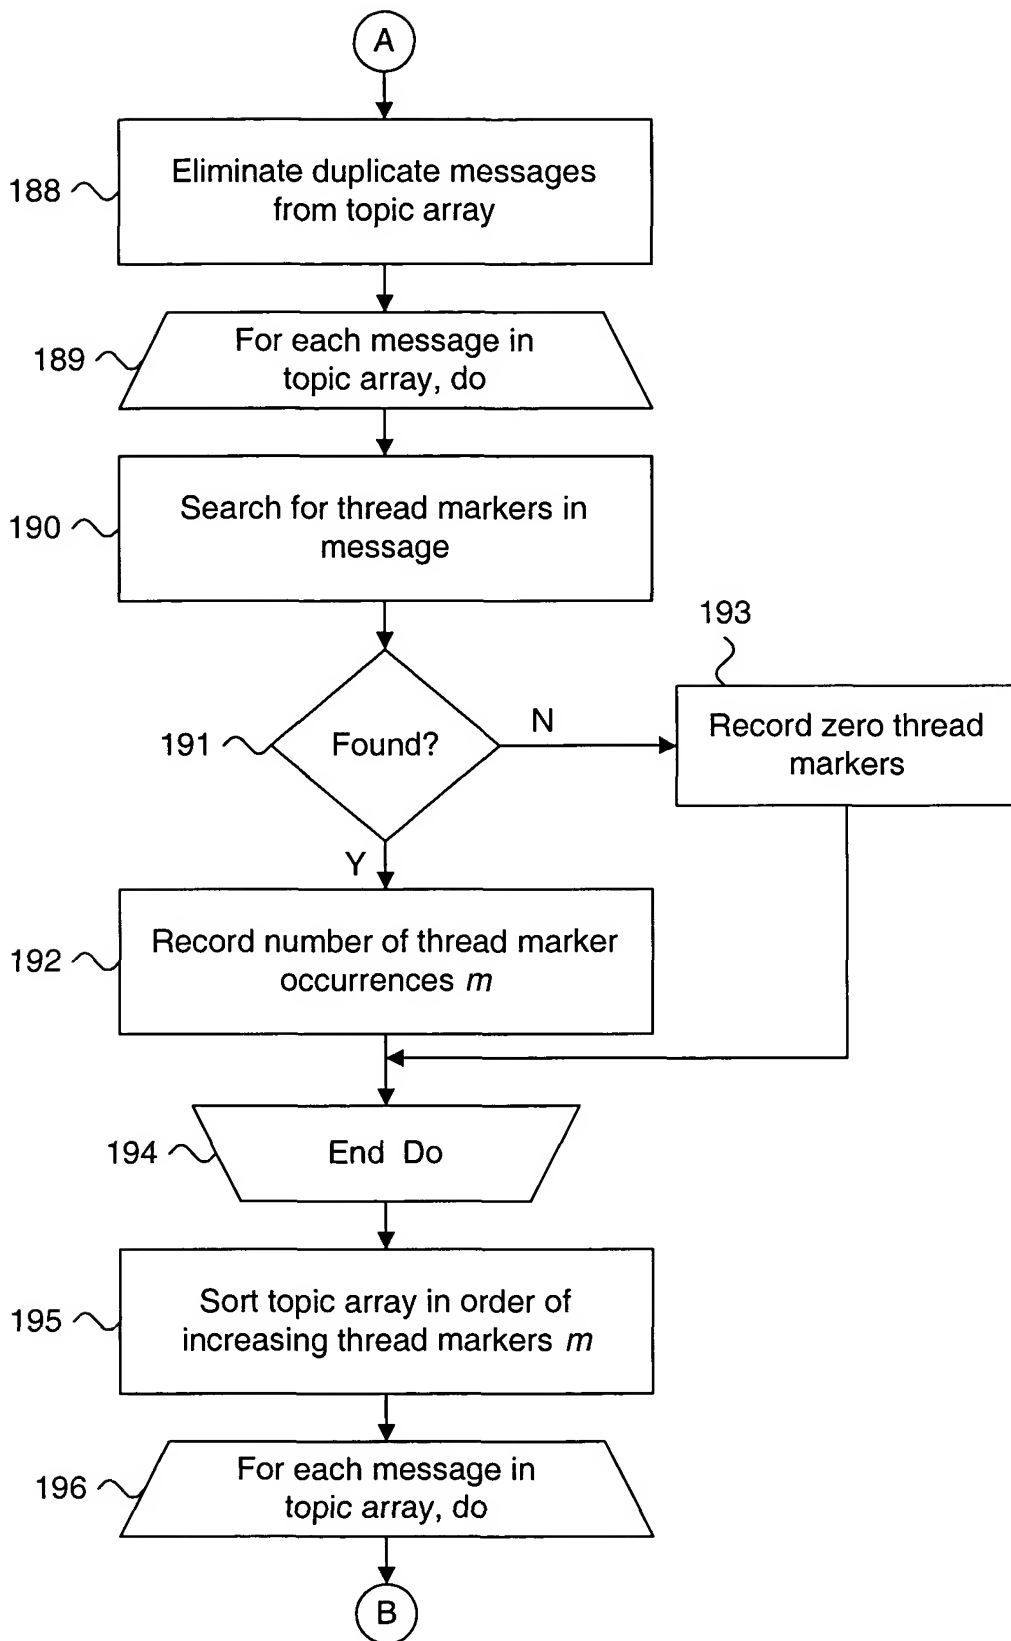 A
188
Eliminate duplicate messages
from topic array
189
For each message in
topic array, do
190
Search for thread markers in
message
193
191
Found?
N
Record zero thread
markers
Y
192
Record number of thread marker
occurrences m
194
End Do
195
Sort topic array in order of
increasing thread markers m
196
For each message in
topic array, do
B